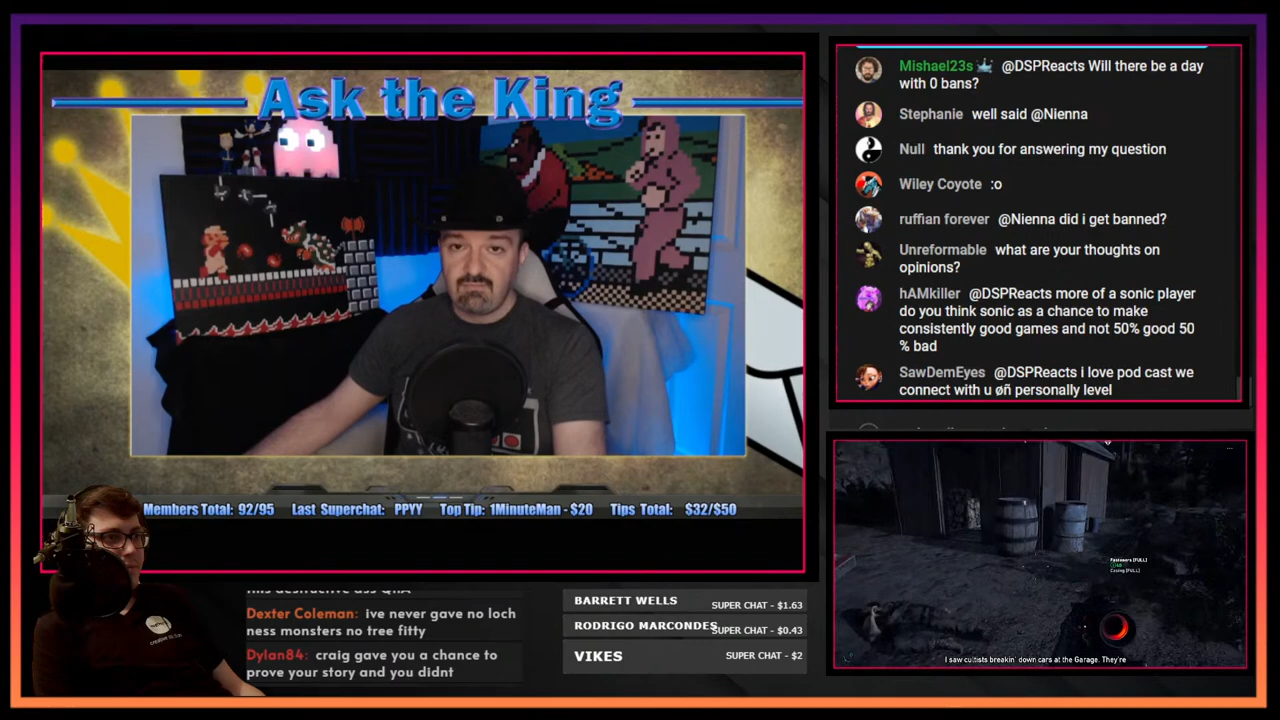 Ask the King
Members Total: 92/95 Last Superchat: PPYY Top Tip: 1MinuteMan - $20 Tips Total: $32/$50
Mishael23s @DSPReacts Will there be a day
with 0 bans?
Stephanie well said @Nienna
Null thank you for answering my question
Wiley Coyote :o
ruffian forever @Nienna did i get banned?
Unreformable what are your thoughts on
opinions?
hAMkiller @DSPReacts more of a sonic player
do you think sonic as a chance to make
consistently good games and not 50% good 50
% bad
SawDemEyes @DSPReacts i love pod cast we
connect with u øñ personally level
Dexter Coleman: ive never gave no loch
ness monsters no tree fitty
Dylan84: craig gave you a chance to
prove your story and you didnt
BARRETT WELLS SUPER CHAT - $1.63
RODRIGO MARCONDES SUPER CHAT - $0.43
VIKES SUPER CHAT - $2
I saw cultists breakin' down cars at the Garage. They're